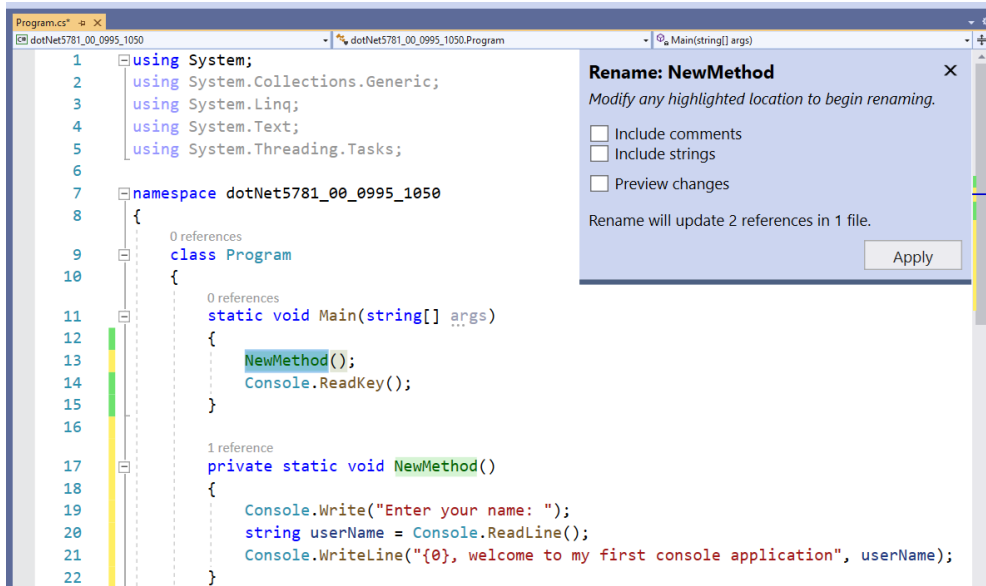 Program.cs*
dotNet5781_00_0995_1050
dotNet5781_00_0995_1050.Program
Main(string[] args)
1 using System;
2 using System.Collections.Generic;
3 using System.Linq;
4 using System.Text;
5 using System.Threading.Tasks;
6
7 namespace dotNet5781_00_0995_1050
8 {
0 references
9 class Program
10 {
0 references
11 static void Main(string[] args)
12 {
13 NewMethod();
14 Console.ReadKey();
15 }
16
1 reference
17 private static void NewMethod()
18 {
19 Console.Write("Enter your name: ");
20 string userName = Console.ReadLine();
21 Console.WriteLine("{0}, welcome to my first console application", userName);
22 }
Rename: NewMethod
Modify any highlighted location to begin renaming.
Include comments
Include strings
Preview changes
Rename will update 2 references in 1 file.
Apply